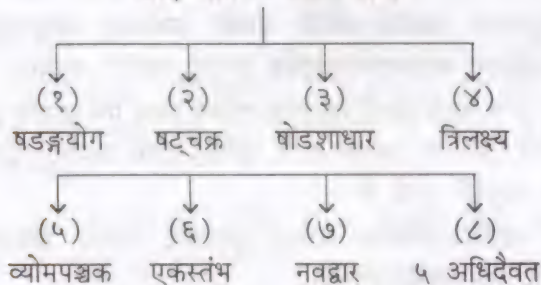 (१) (२) (३) (४)
षडङ्गयोग षट्चक्र षोडशाधार त्रिलक्ष्य
(५) (६) (७) (८)
व्योमपञ्चक एकस्तंभ नवद्वार ५ अधिदैवत